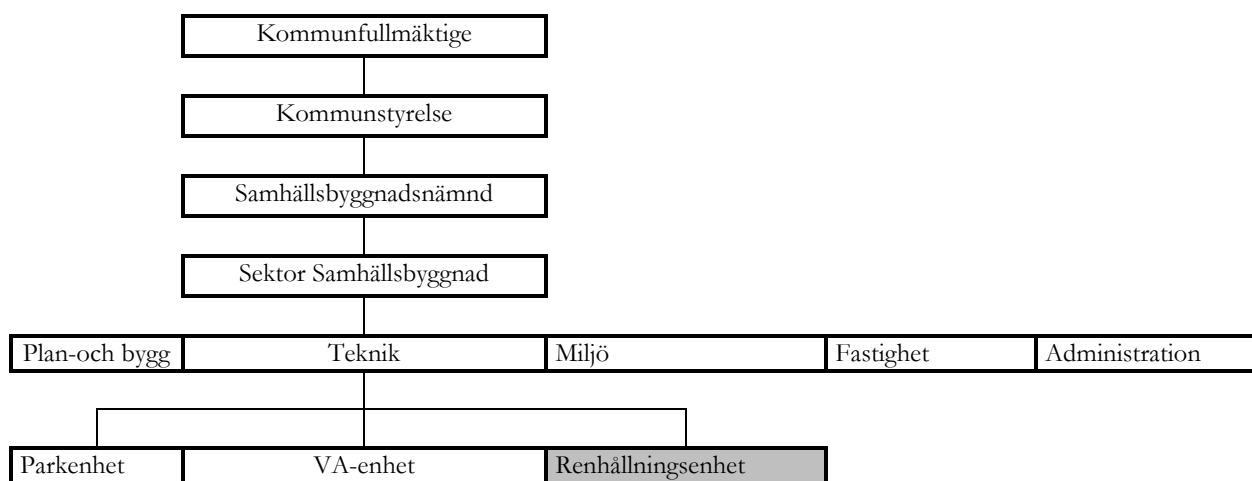 Kommunfullmäktige
Kommunstyrelse
Samhällsbyggnadsnämnd
Sektor Samhällsbyggnad
Plan-och bygg Teknik Miljö Fastighet Administration
Parkenhet VA-enhet Renhållningsenhet